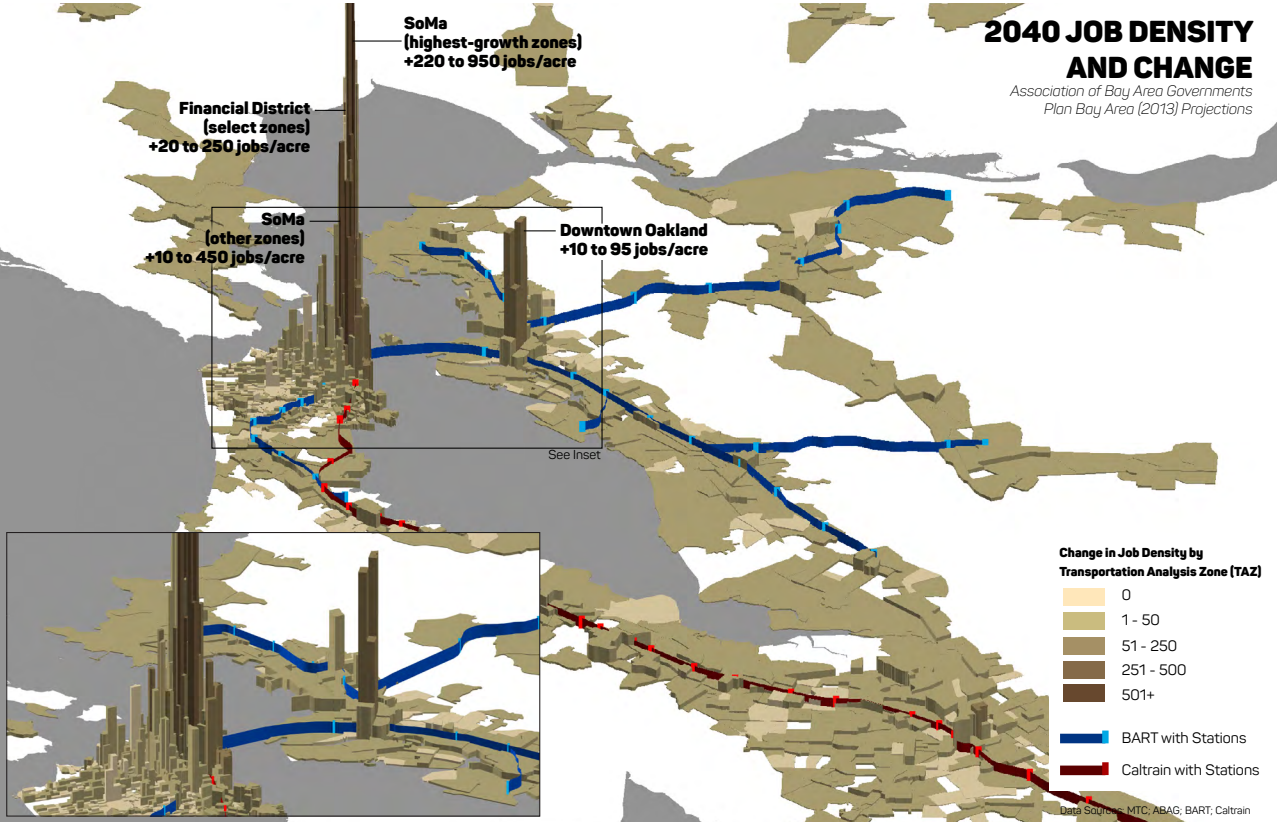 2040 JOB DENSITY
AND CHANGE
Association of Bay Area Governments
Plan Bay Area (2013) Projections
SoMa
(highest-growth zones)
+220 to 950 jobs/acre
Financial District
(select zones)
+20 to 250 jobs/acre
SoMa
(other zones)
+10 to 450 jobs/acre
Downtown Oakland
+10 to 95 jobs/acre
See Inset
Change in Job Density by
Transportation Analysis Zone (TAZ)
0
1 - 50
51 - 250
251 - 500
501+
BART with Stations
Caltrain with Stations
Data Sources: MTC; ABAG; BART; Caltrain